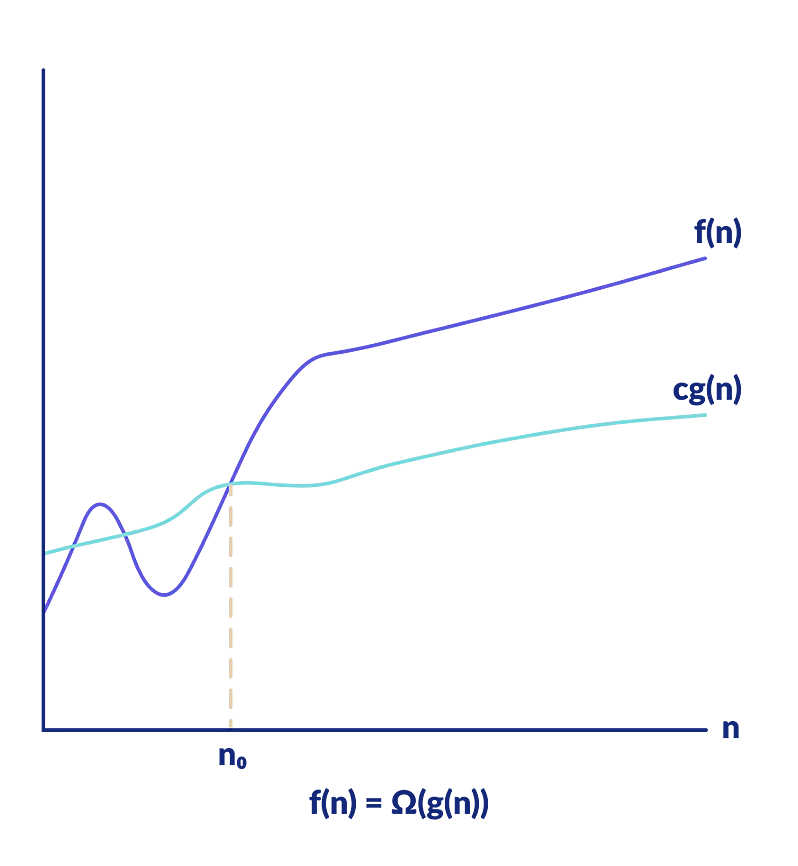 f(n)
cg(n)
n
n₀
f(n) = Ω(g(n))